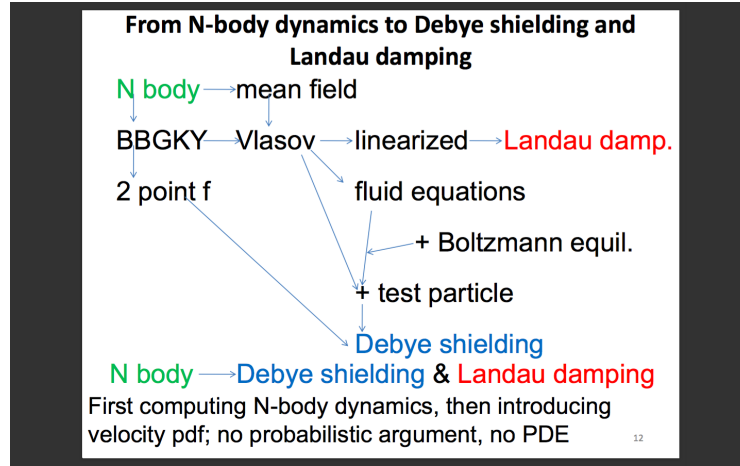 From N-body dynamics to Debye shielding and
Landau damping
N body mean field
BBGKY Vlasov linearized Landau damp.
2 point f fluid equations
+ Boltzmann equil.
+ test particle
Debye shielding
N body Debye shielding & Landau damping
First computing N-body dynamics, then introducing
velocity pdf; no probabilistic argument, no PDE
12